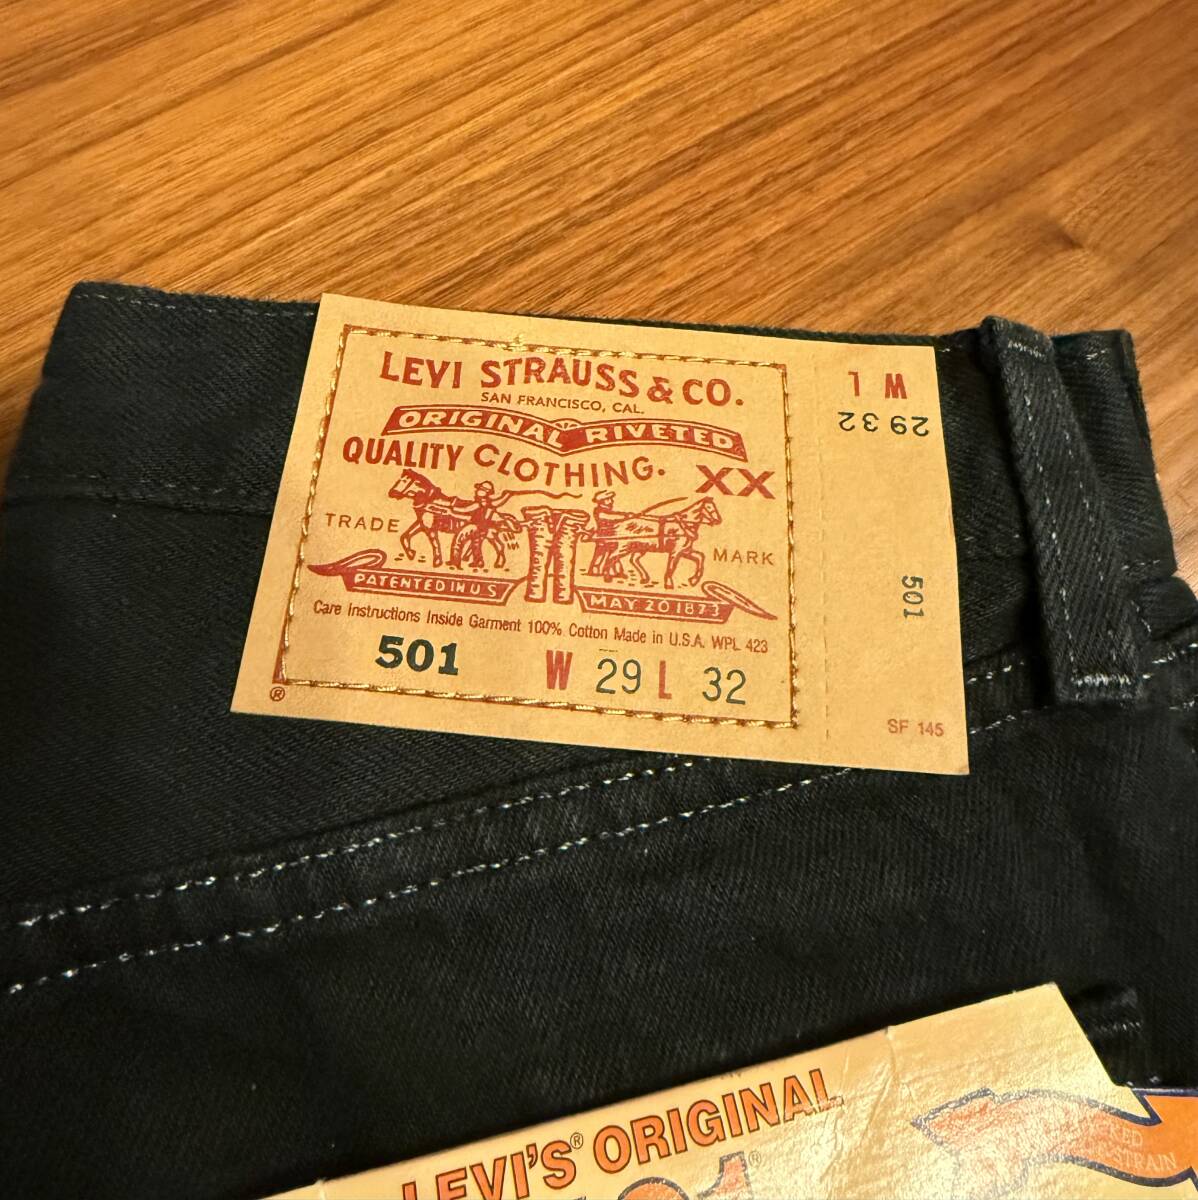 LEVI STRAUSS & CO.
SAN FRANCISCO, CAL.
ORIGINAL RIVETED
QUALITY CLOTHING. XX
TRADE MARK
PATENTED IN U.S
MAY 20 1873
Care Instructions Inside Garment 100% Cotton Made in U.S.A. WPL 423
501 W 29 L 32
®
W L
29 32
501
SF 145
LEVI'S® ORIGINAL
501®